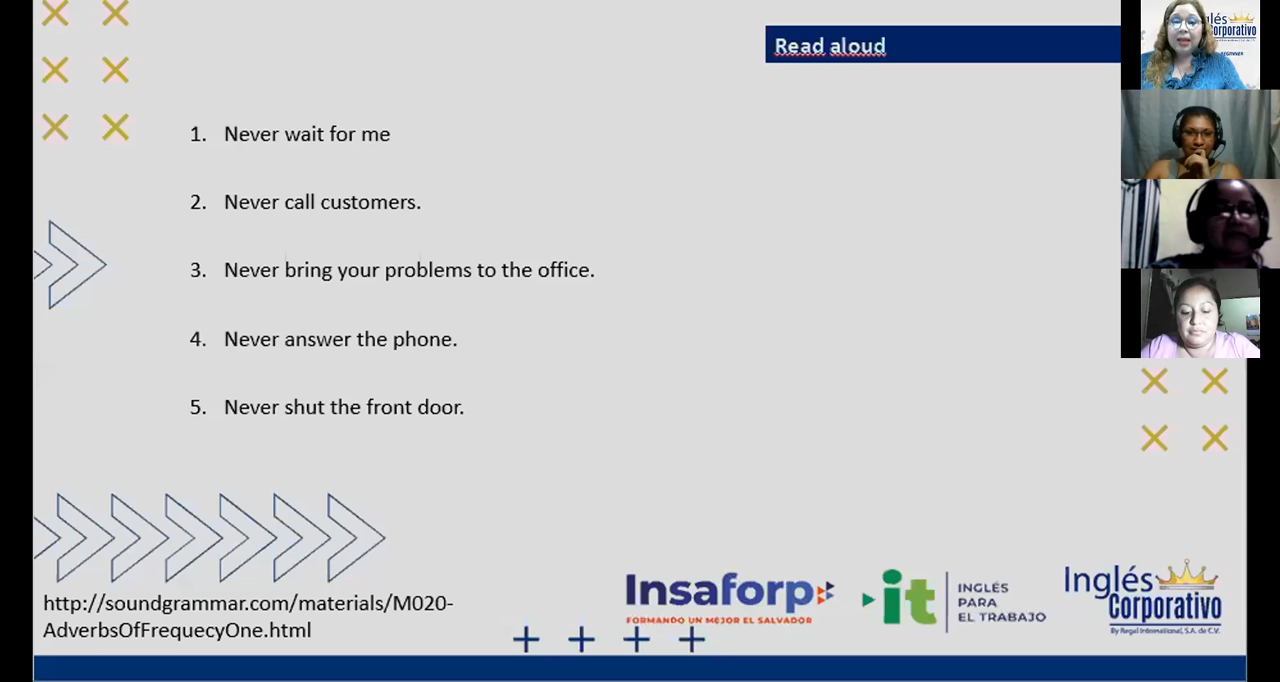 Read aloud
1. Never wait for me
2. Never call customers.
3. Never bring your problems to the office.
4. Never answer the phone.
5. Never shut the front door.
http://soundgrammar.com/materials/M020-
AdverbsOfFrequecyOne.html
Insaforp
FORMANDO UN MEJOR EL SALVADOR
it
INGLÉS
PARA
EL TRABAJO
Inglés
Corporativo
By Regal International, S.A. de C.V.
lés
orporativo